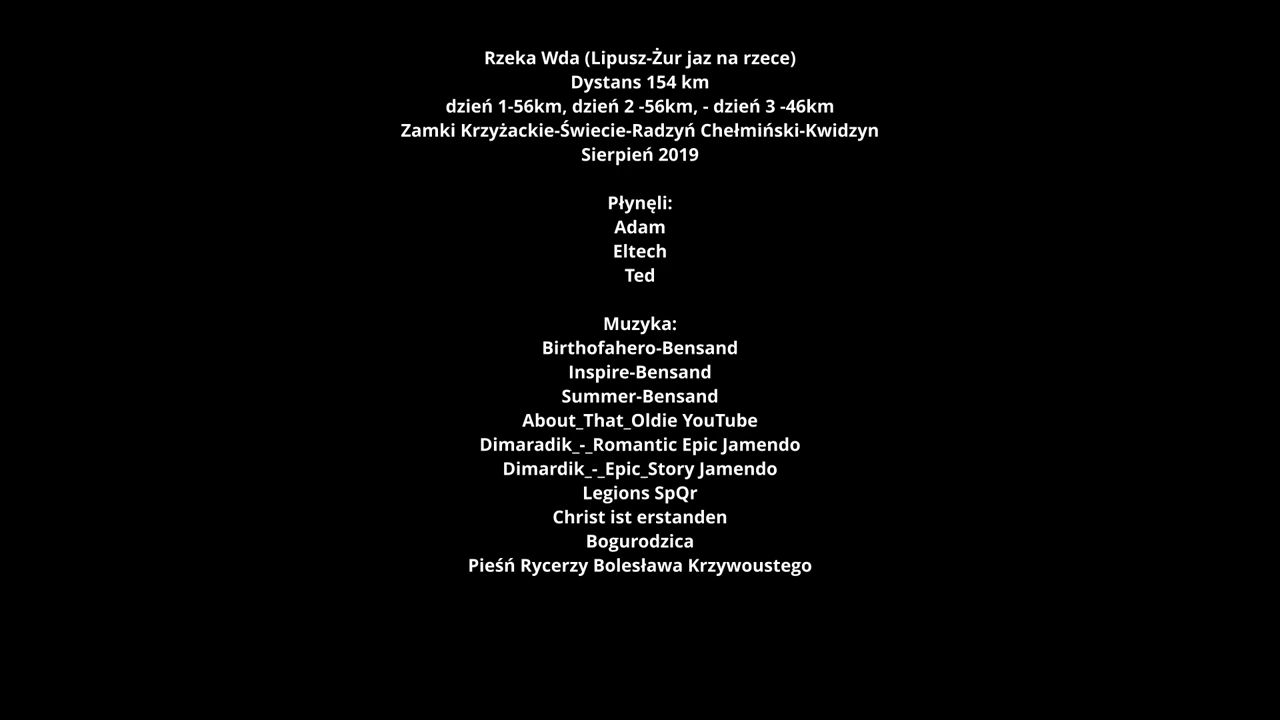 Rzeka Wda (Lipusz-Żur jaz na rzece)
Dystans 154 km
dzień 1-56km, dzień 2 -56km, - dzień 3 -46km
Zamki Krzyżackie-Świecie-Radzyń Chełmiński-Kwidzyn
Sierpień 2019
Płynęli:
Adam
Eltech
Ted
Muzyka:
Birthofahero-Bensand
Inspire-Bensand
Summer-Bensand
About_That_Oldie YouTube
Dimaradik_-_Romantic Epic Jamendo
Dimardik_-_Epic_Story Jamendo
Legions SpQr
Christ ist erstanden
Bogurodzica
Pieśń Rycerzy Bolesława Krzywoustego